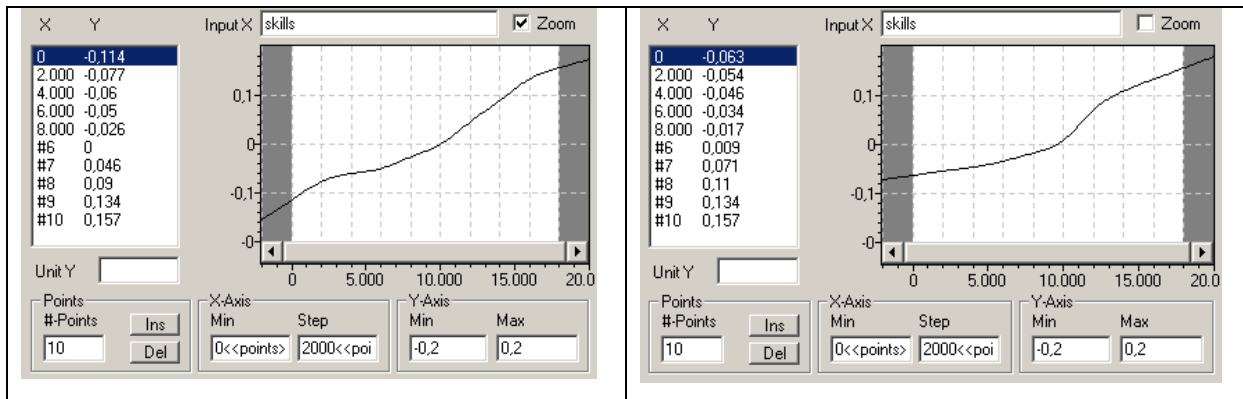 X Y Input X skills Zoom
0 -0,114
2.000 -0,077
4.000 -0,06
6.000 -0,05
8.000 -0,026
#6 0
#7 0,046
#8 0,09
#9 0,134
#10 0,157
0,1
0
-0,1
-0
0 5.000 10.000 15.000 20.0
Unit Y
Points X-Axis Y-Axis
#-Points Ins Min Step Min Max
10 Del 0<<points> 2000<<poi -0,2 0,2
X Y Input X skills Zoom
0 -0,063
2.000 -0,054
4.000 -0,046
6.000 -0,034
8.000 -0,017
#6 0,009
#7 0,071
#8 0,11
#9 0,134
#10 0,157
0,1
0
-0,1
-0
0 5.000 10.000 15.000 20.0
Unit Y
Points X-Axis Y-Axis
#-Points Ins Min Step Min Max
10 Del 0<<points> 2000<<poi -0,2 0,2